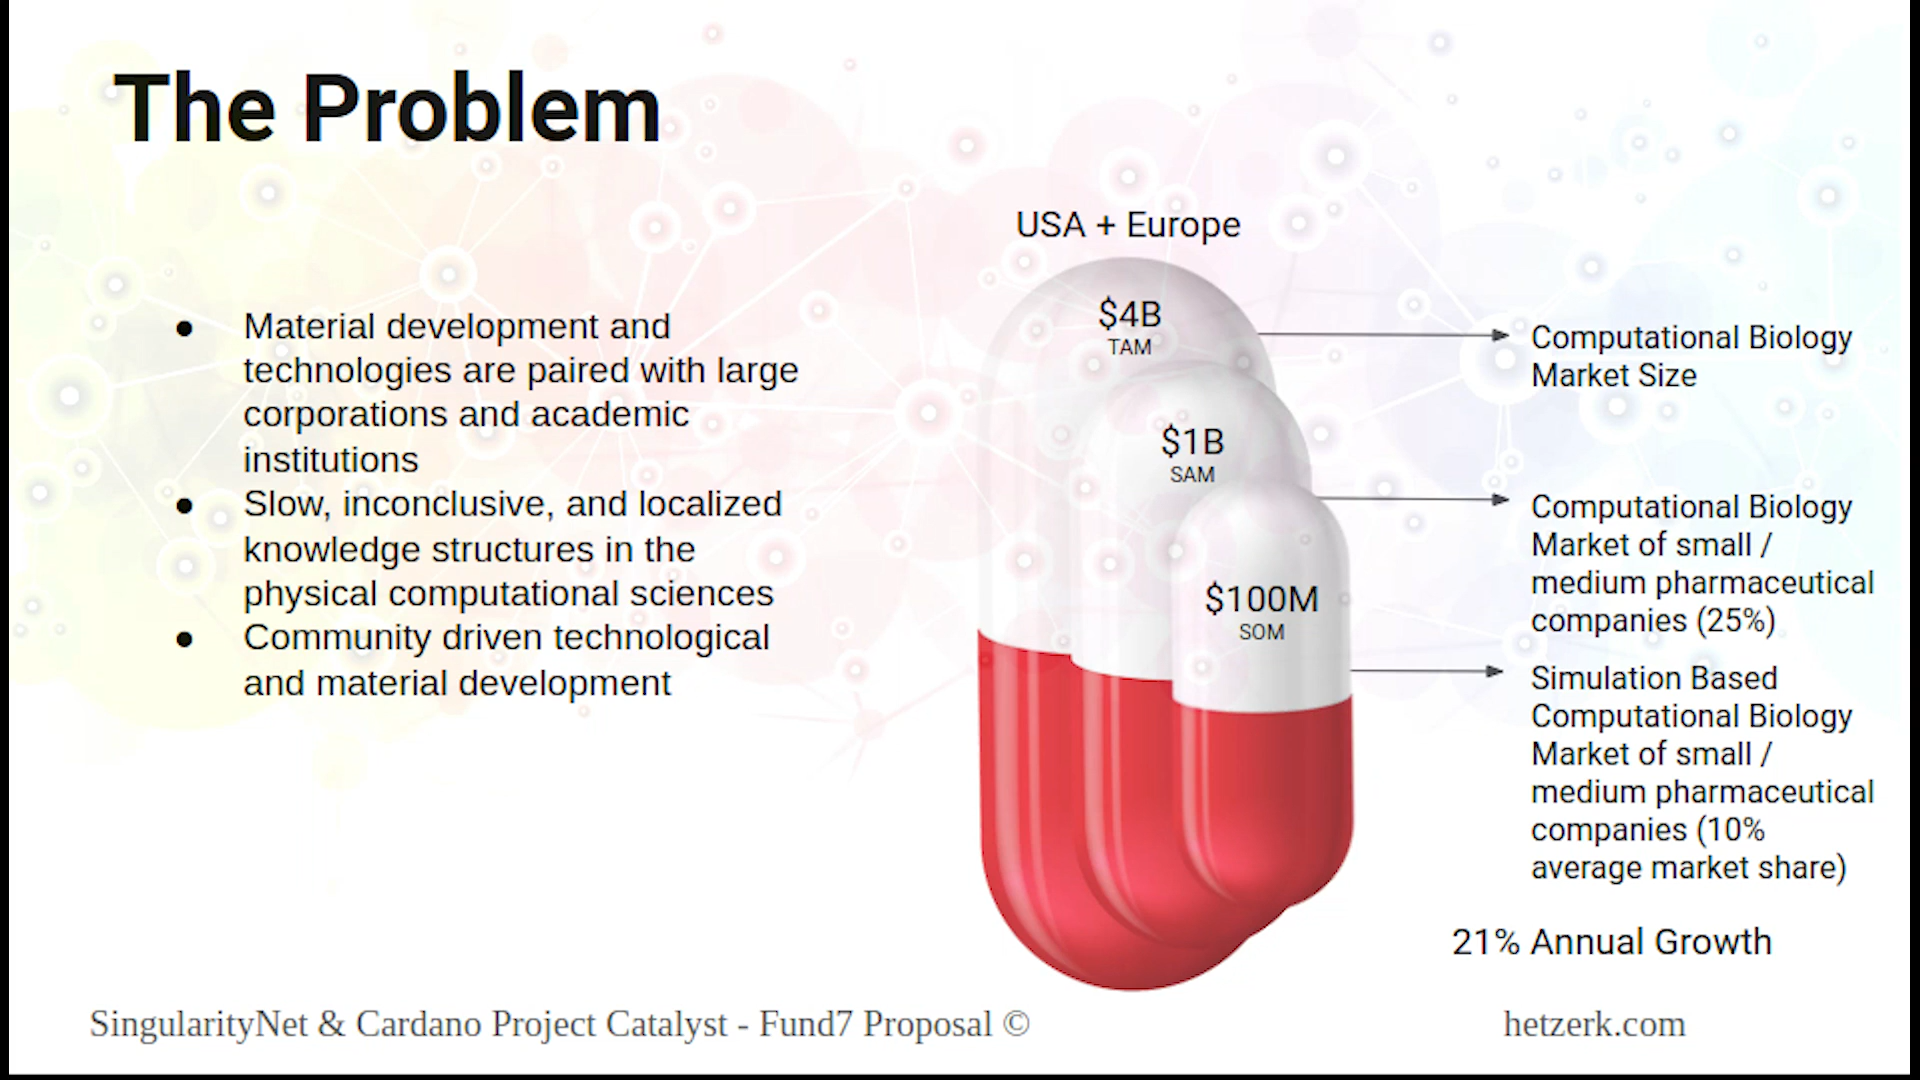 The Problem
● Material development and
technologies are paired with large
corporations and academic
institutions
● Slow, inconclusive, and localized
knowledge structures in the
physical computational sciences
● Community driven technological
and material development
USA + Europe
$4B
TAM
$1B
SAM
$100M
SOM
Computational Biology
Market Size
Computational Biology
Market of small /
medium pharmaceutical
companies (25%)
Simulation Based
Computational Biology
Market of small /
medium pharmaceutical
companies (10%
average market share)
21% Annual Growth
SingularityNet & Cardano Project Catalyst - Fund7 Proposal ©
hetzerk.com